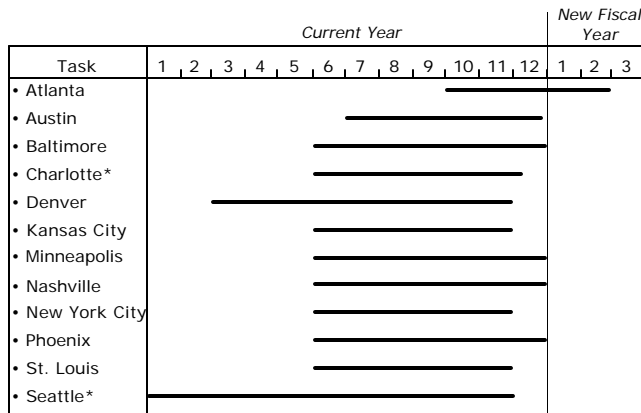 New Fiscal
Current Year
Year
Task 1 2 3 4 5 6 7 8 9 10 11 12 1 2 3
• Atlanta
• Austin
• Baltimore
• Charlotte*
• Denver
• Kansas City
• Minneapolis
• Nashville
• New York City
• Phoenix
• St. Louis
• Seattle*